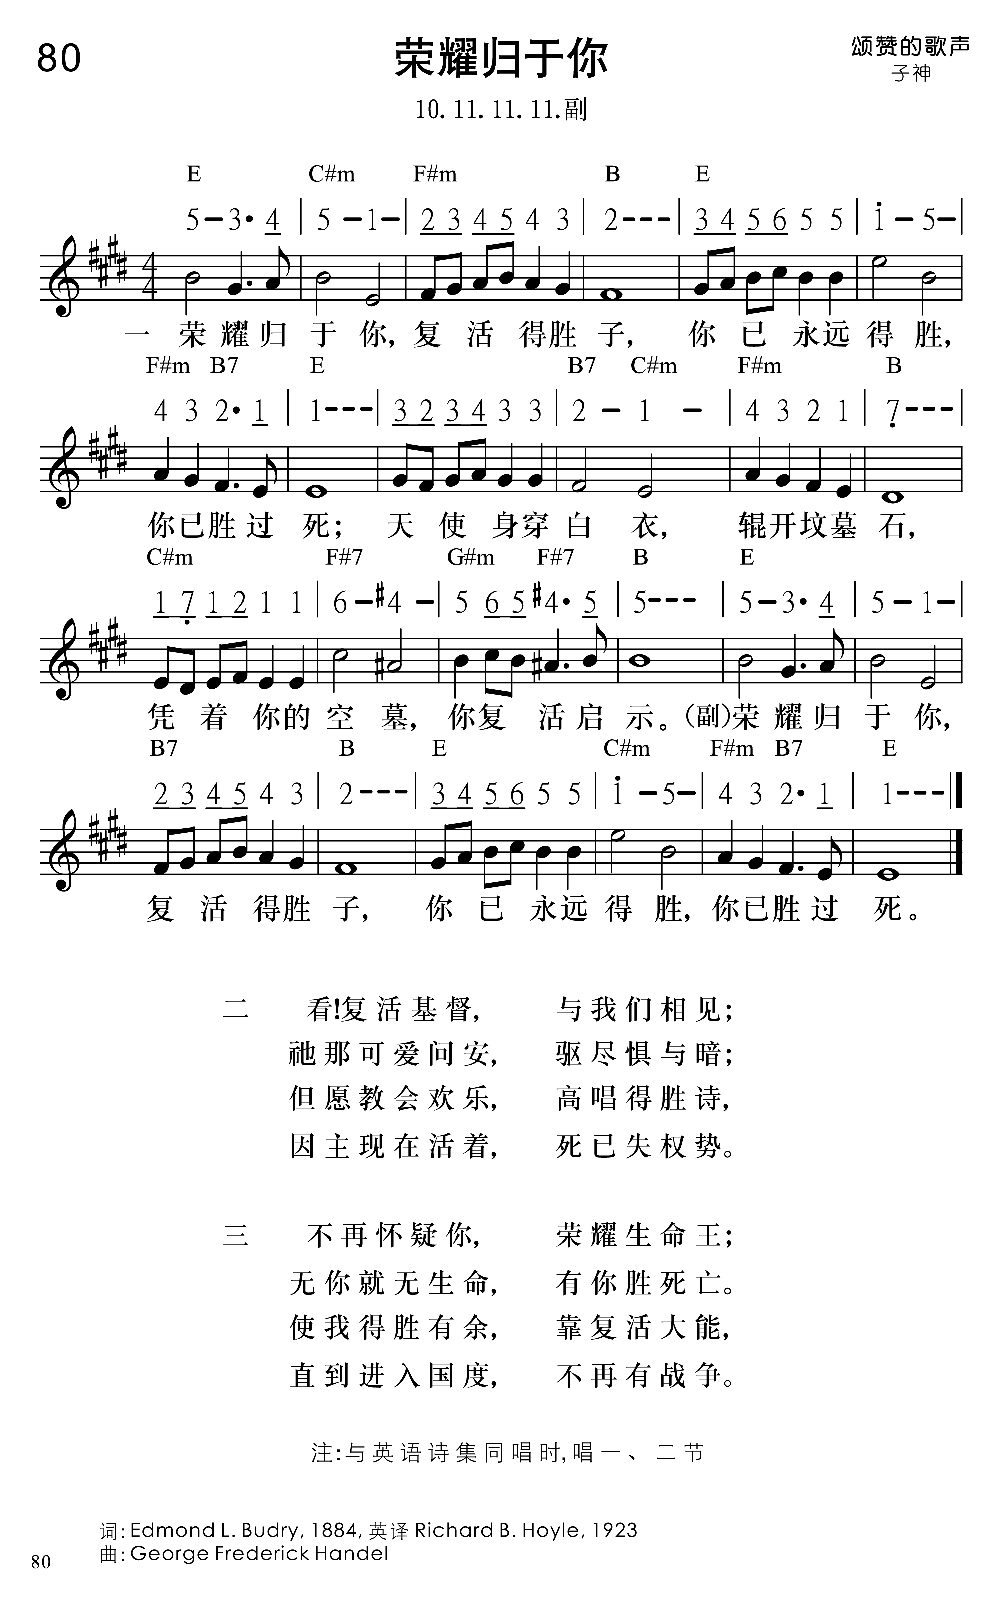 80
荣耀归于你
颂赞的歌声
子神
10. 11. 11. 11.副
E C#m F#m B E
5–3· 4 | 5 –1– | 2 3 4 5 4 3 | 2--- | 3 4 5 6 5 5 | i – 5– |
4 4
一 荣 耀 归 于 你, 复 活 得胜 子, 你 已 永远 得 胜,
F#m B7 E B7 C#m F#m B
4 3 2· 1 | 1--- | 3 2 3 4 3 3 | 2 – 1 – | 4 3 2 1 | 7̣--- |
你已胜 过 死; 天 使 身穿 白 衣, 辊开坟墓 石,
C#m F#7 G#m F#7 B E
1 7̣ 1 2 1 1 | 6 –#4 – | 5 6 5 #4· 5 | 5--- | 5–3· 4 | 5 – 1– |
凭 着 你的 空 墓, 你复 活 启 示。(副)荣 耀 归 于 你,
B7 B E C#m F#m B7 E
2 3 4 5 4 3 | 2--- | 3 4 5 6 5 5 | i –5– | 4 3 2· 1 | 1--- ‖
复 活 得胜 子, 你 已 永远 得 胜, 你已胜 过 死。
二 看!复活基督, 与我们相见;
祂那可爱问安, 驱尽惧与暗;
但愿教会欢乐, 高唱得胜诗,
因主现在活着, 死已失权势。
三 不再怀疑你, 荣耀生命王;
无你就无生命, 有你胜死亡。
使我得胜有余, 靠复活大能,
直到进入国度, 不再有战争。
注:与英语诗集同唱时,唱一、二节
词: Edmond L. Budry, 1884, 英译 Richard B. Hoyle, 1923
曲: George Frederick Handel
80